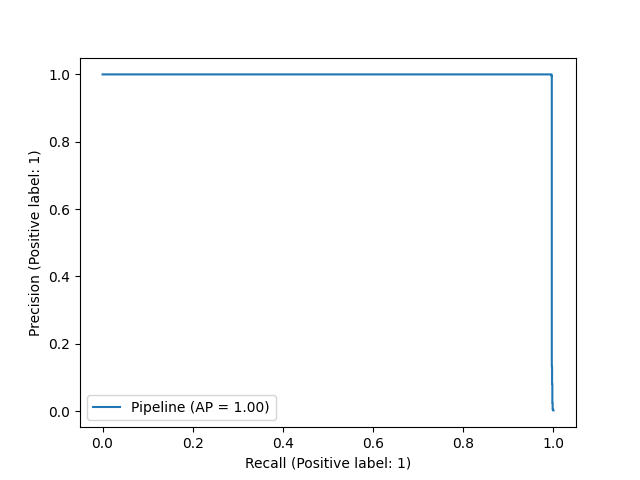 1.0
0.8
0.6
0.4
0.2
0.0
Precision (Positive label: 1)
Pipeline (AP = 1.00)
0.0 0.2 0.4 0.6 0.8 1.0
Recall (Positive label: 1)